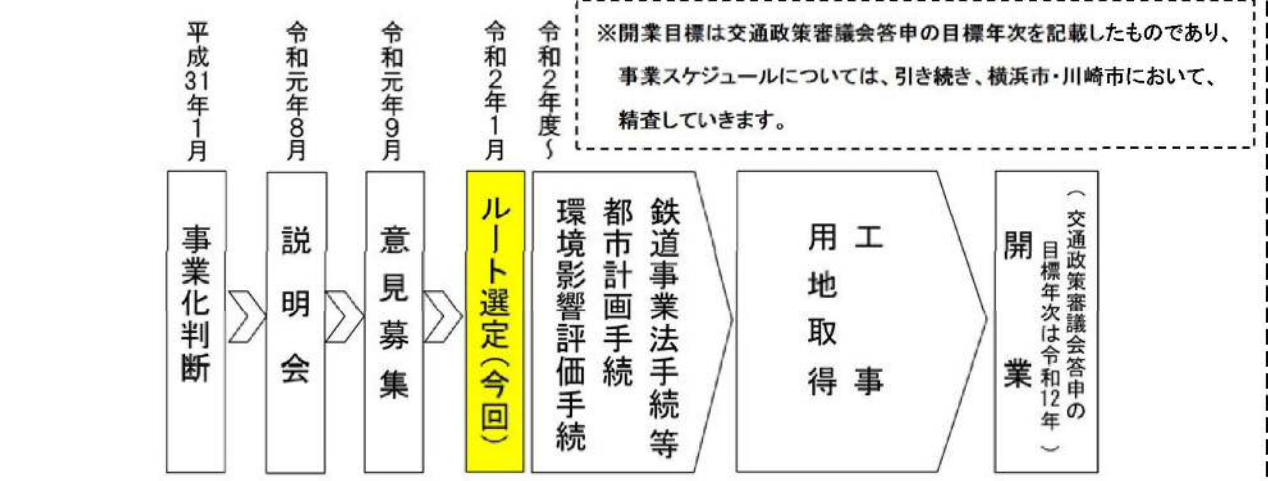 平成31年1月
令和元年8月
令和元年9月
令和2年1月
令和2年度~
※開業目標は交通政策審議会答申の目標年次を記載したものであり、
事業スケジュールについては、引き続き、横浜市・川崎市において、
精査していきます。
事業化判断
説明会
意見募集
ルート選定(今回)
環境影響評価手続
都市計画手続
鉄道事業法手続等
用地取得
工事
開業
(交通政策審議会答申の
目標年次は令和12年)